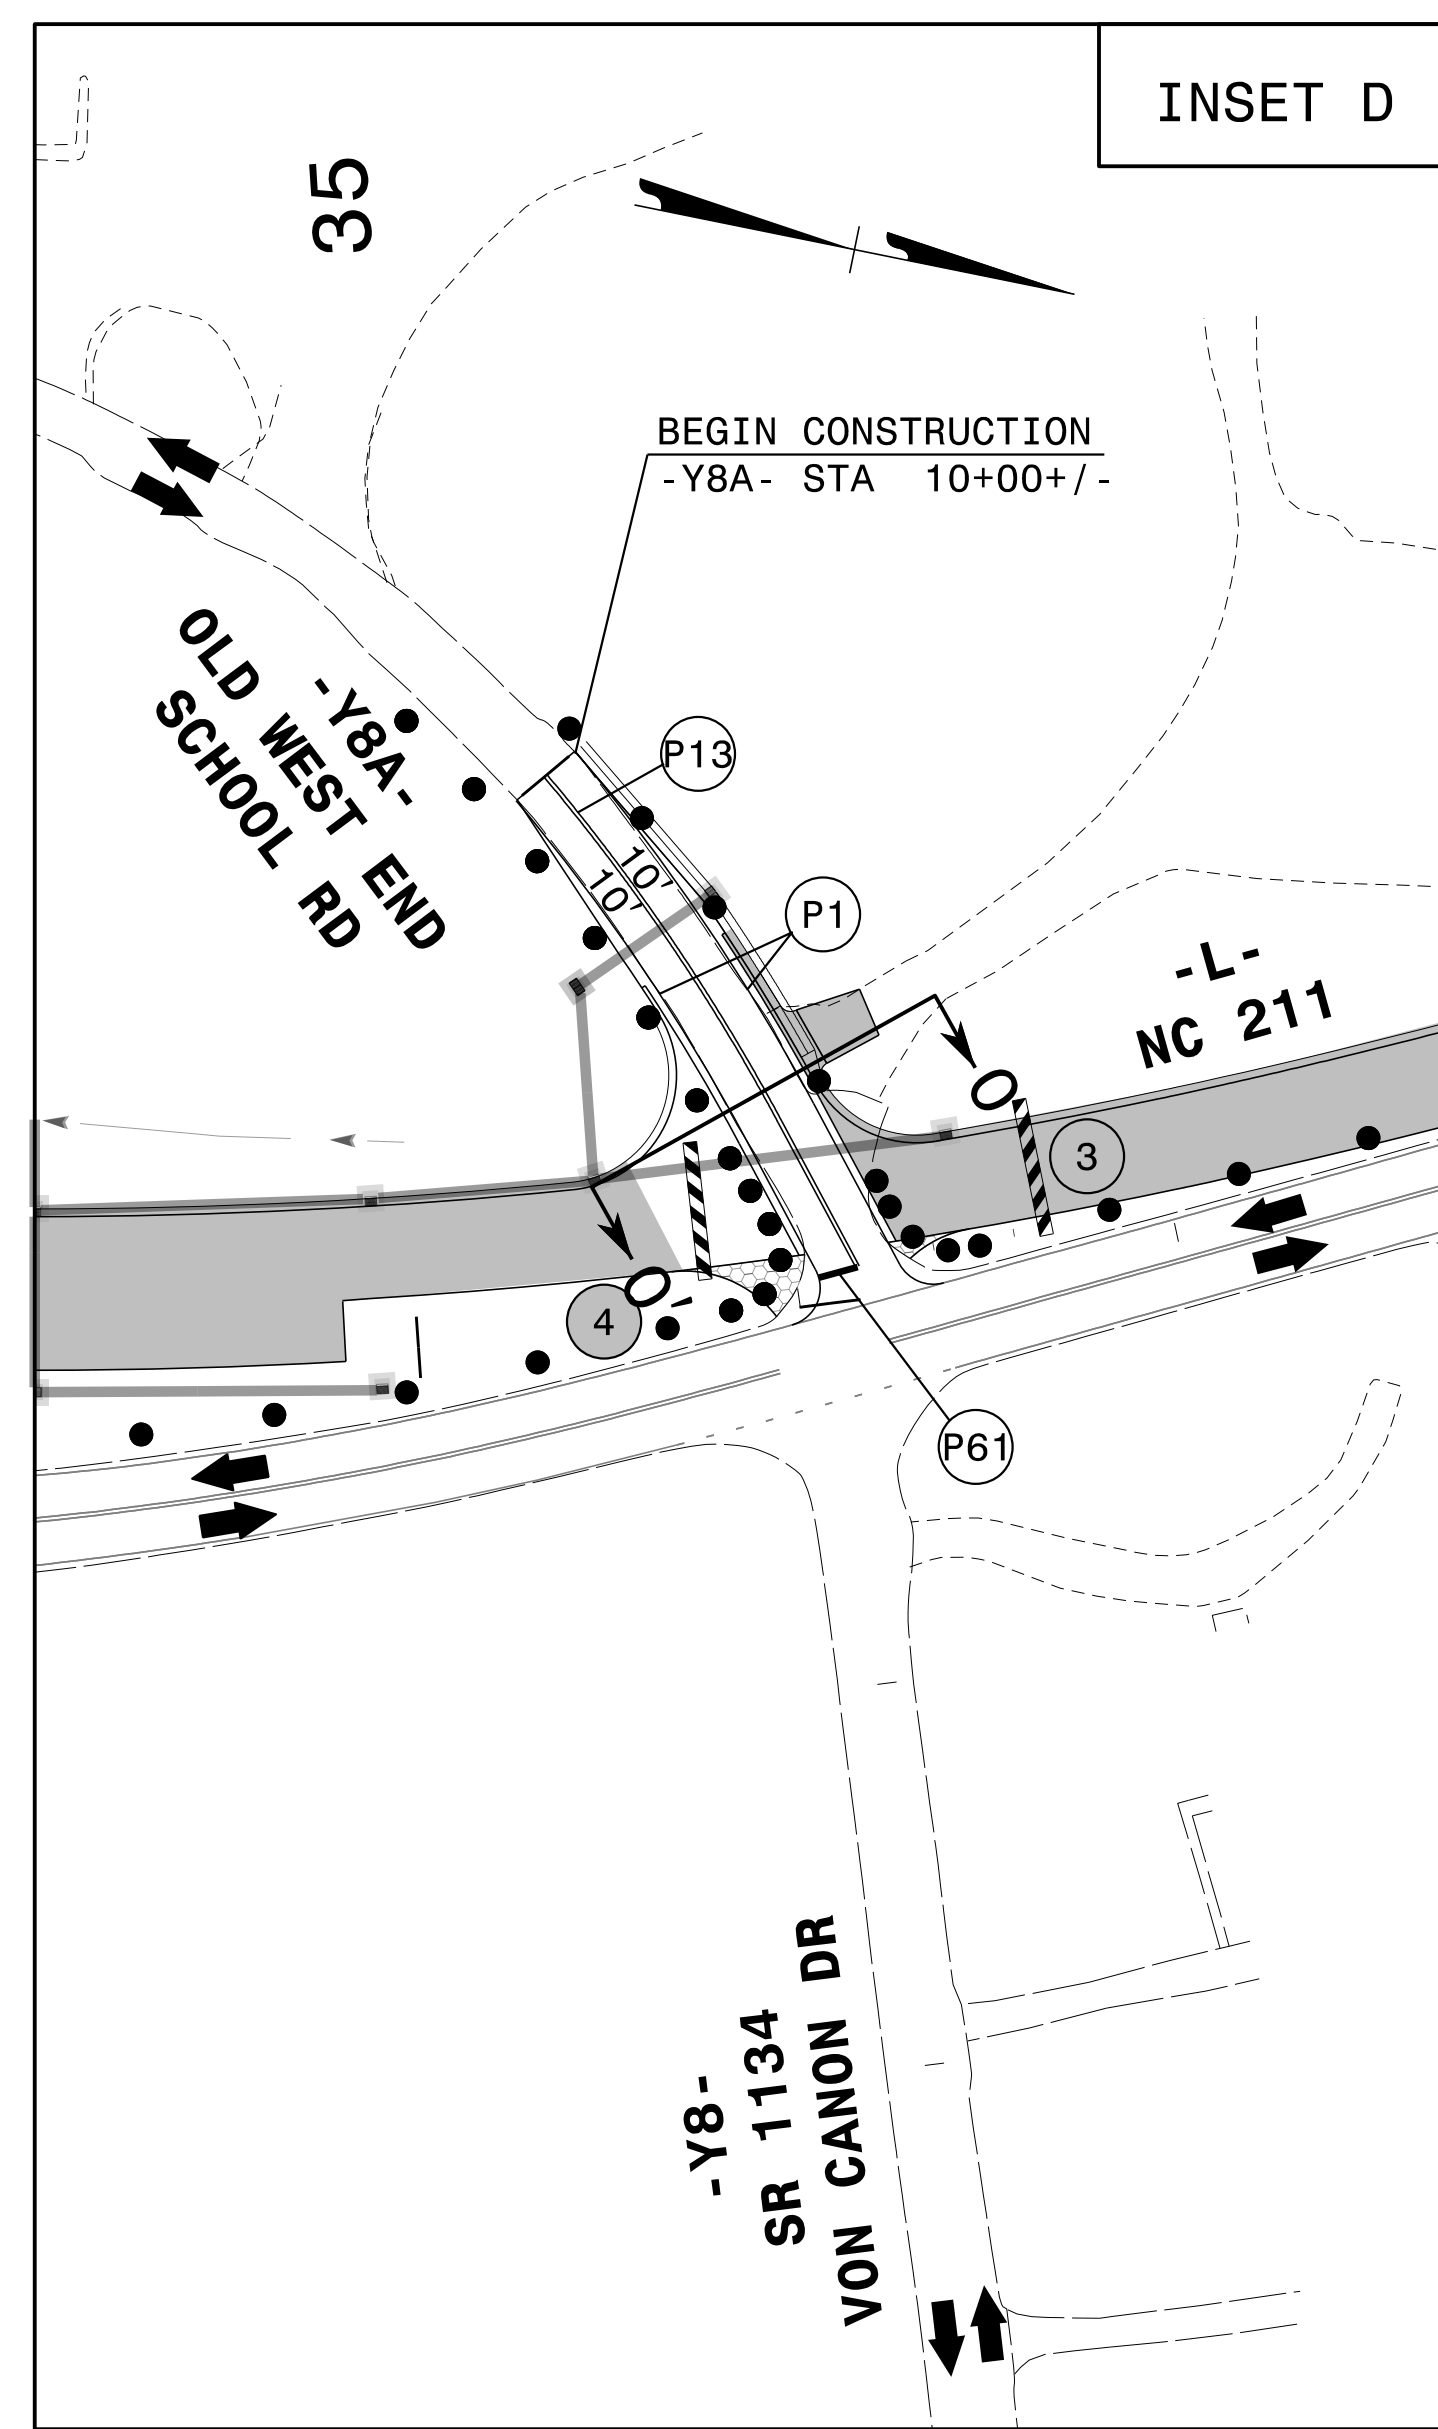 INSET D
35
BEGIN CONSTRUCTION
-Y8A- STA 10+00+/-
-Y8A-
OLD WEST END
SCHOOL RD
P13
10'
10'
P1
-L-
NC 211
O
3
O'
4
P61
-Y8-
SR 1134
VON CANON DR